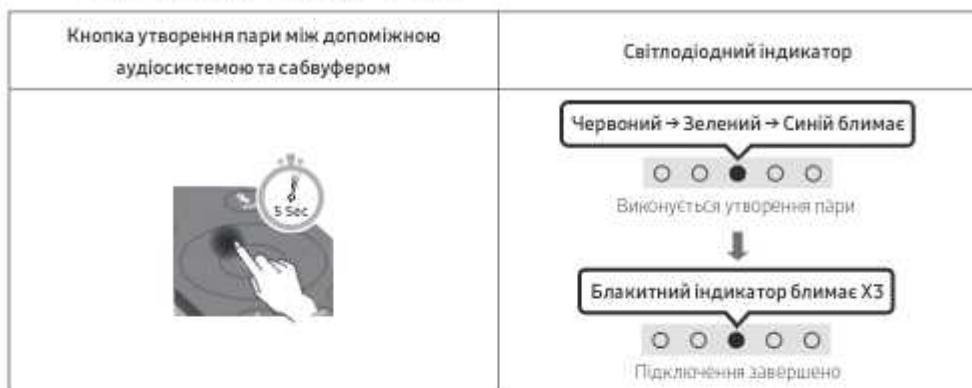 Кнопка утворення пари між допоміжною
аудіосистемою та сабвуфером
Світлодіодний індикатор
5 Sec
Червоний → Зелений → Синій блимає
Виконується утворення пари
Блакитний індикатор блимає X3
Підключення завершено